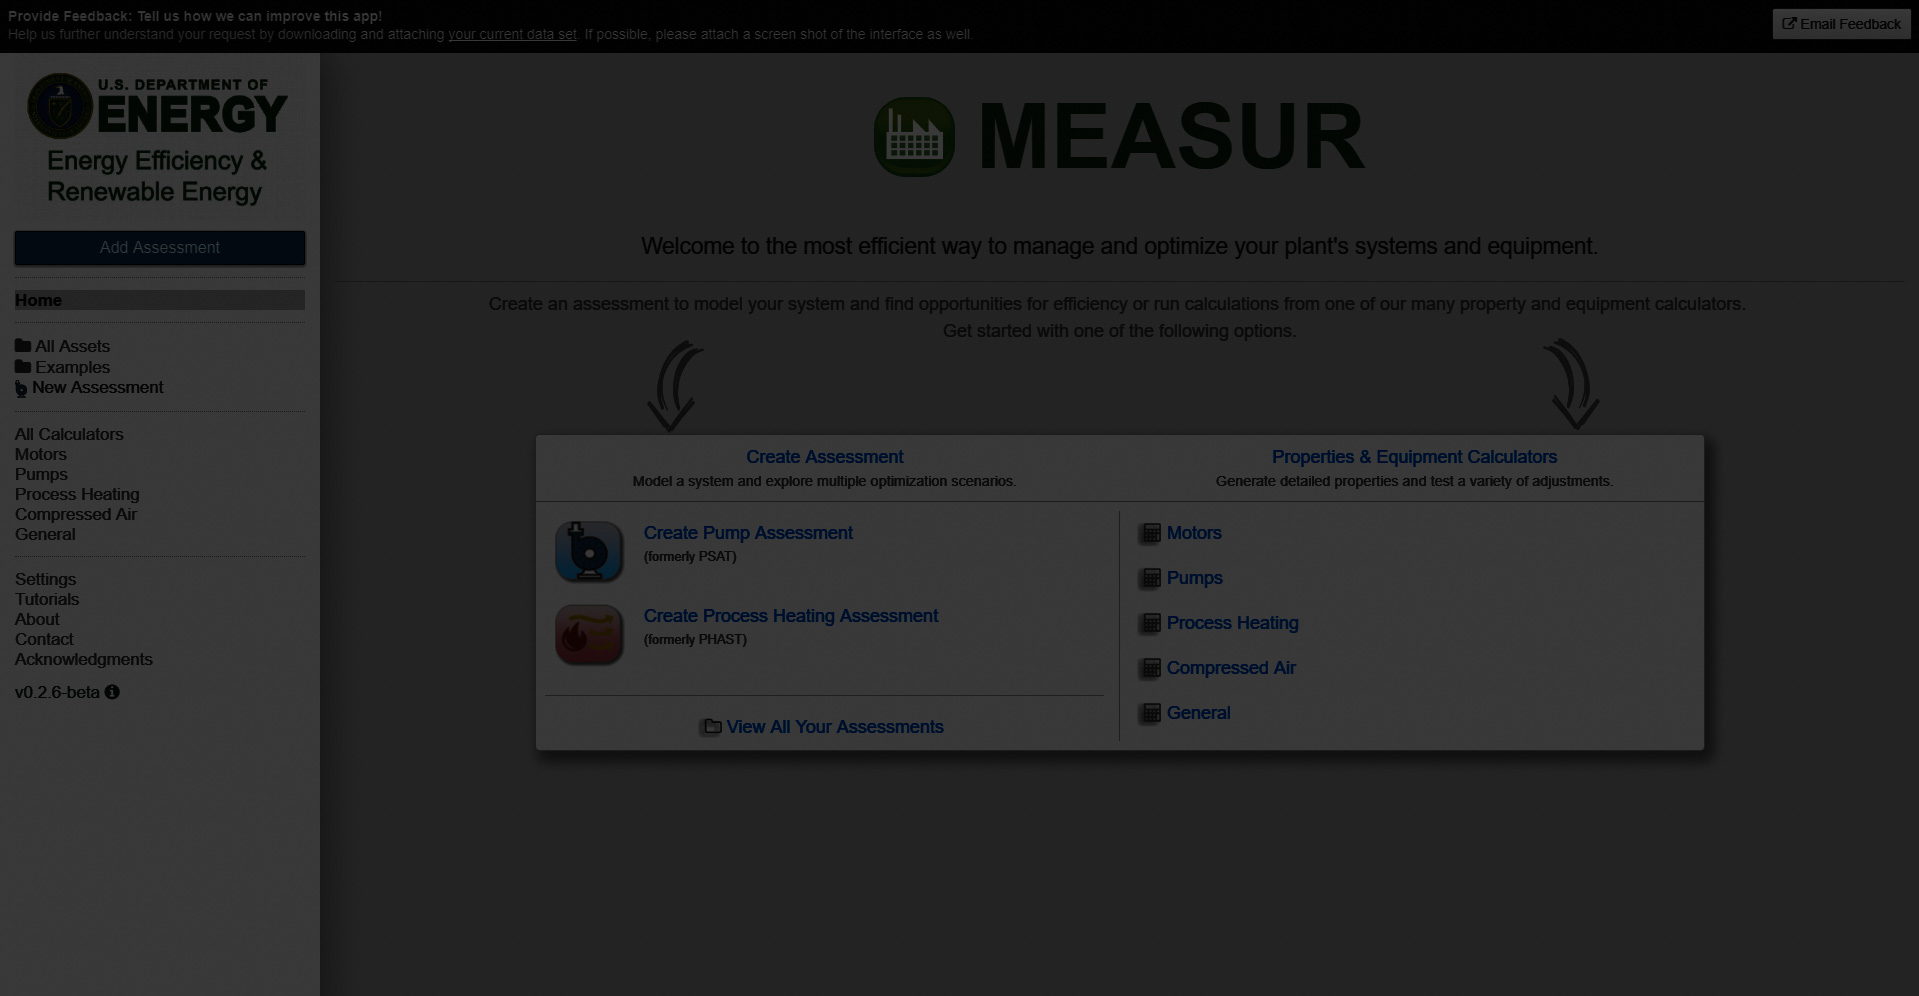 Provide Feedback: Tell us how we can improve this app!
Help us further understand your request by downloading and attaching your current data set. If possible, please attach a screen shot of the interface as well.
Email Feedback
U.S. DEPARTMENT OF
ENERGY
Energy Efficiency &
Renewable Energy
Add Assessment
Home
All Assets
Examples
New Assessment
All Calculators
Motors
Pumps
Process Heating
Compressed Air
General
Settings
Tutorials
About
Contact
Acknowledgments
v0.2.6-beta
MEASUR
Welcome to the most efficient way to manage and optimize your plant's systems and equipment.
Create an assessment to model your system and find opportunities for efficiency or run calculations from one of our many property and equipment calculators.
Get started with one of the following options.
Create Assessment
Model a system and explore multiple optimization scenarios.
Create Pump Assessment
(formerly PSAT)
Create Process Heating Assessment
(formerly PHAST)
View All Your Assessments
Properties & Equipment Calculators
Generate detailed properties and test a variety of adjustments.
Motors
Pumps
Process Heating
Compressed Air
General